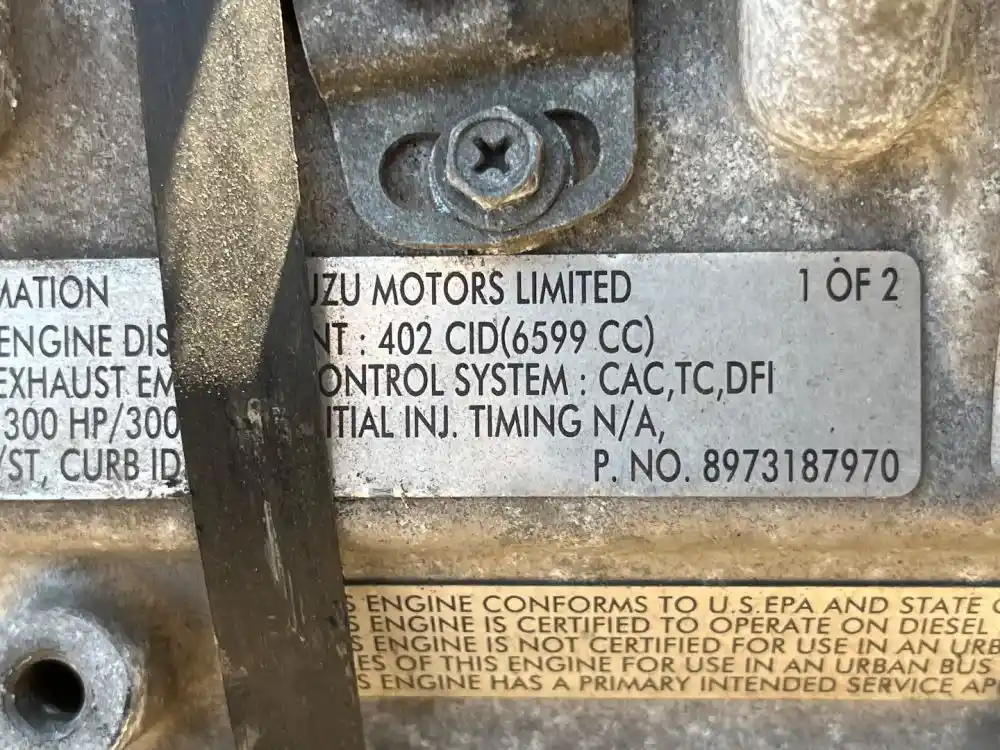 MATION UZU MOTORS LIMITED 1 OF 2
ENGINE DIS NT : 402 CID(6599 CC)
EXHAUST EM ONTROL SYSTEM : CAC,TC,DFI
300 HP/300 ITIAL INJ. TIMING N/A,
/ST, CURB ID P. NO. 8973187970
S ENGINE CONFORMS TO U.S.EPA AND STATE
S ENGINE IS CERTIFIED TO OPERATE ON DIESEL
S ENGINE IS NOT CERTIFIED FOR USE IN AN URB
ES OF THIS ENGINE FOR USE IN AN URBAN BUS
S ENGINE HAS A PRIMARY INTENDED SERVICE AP